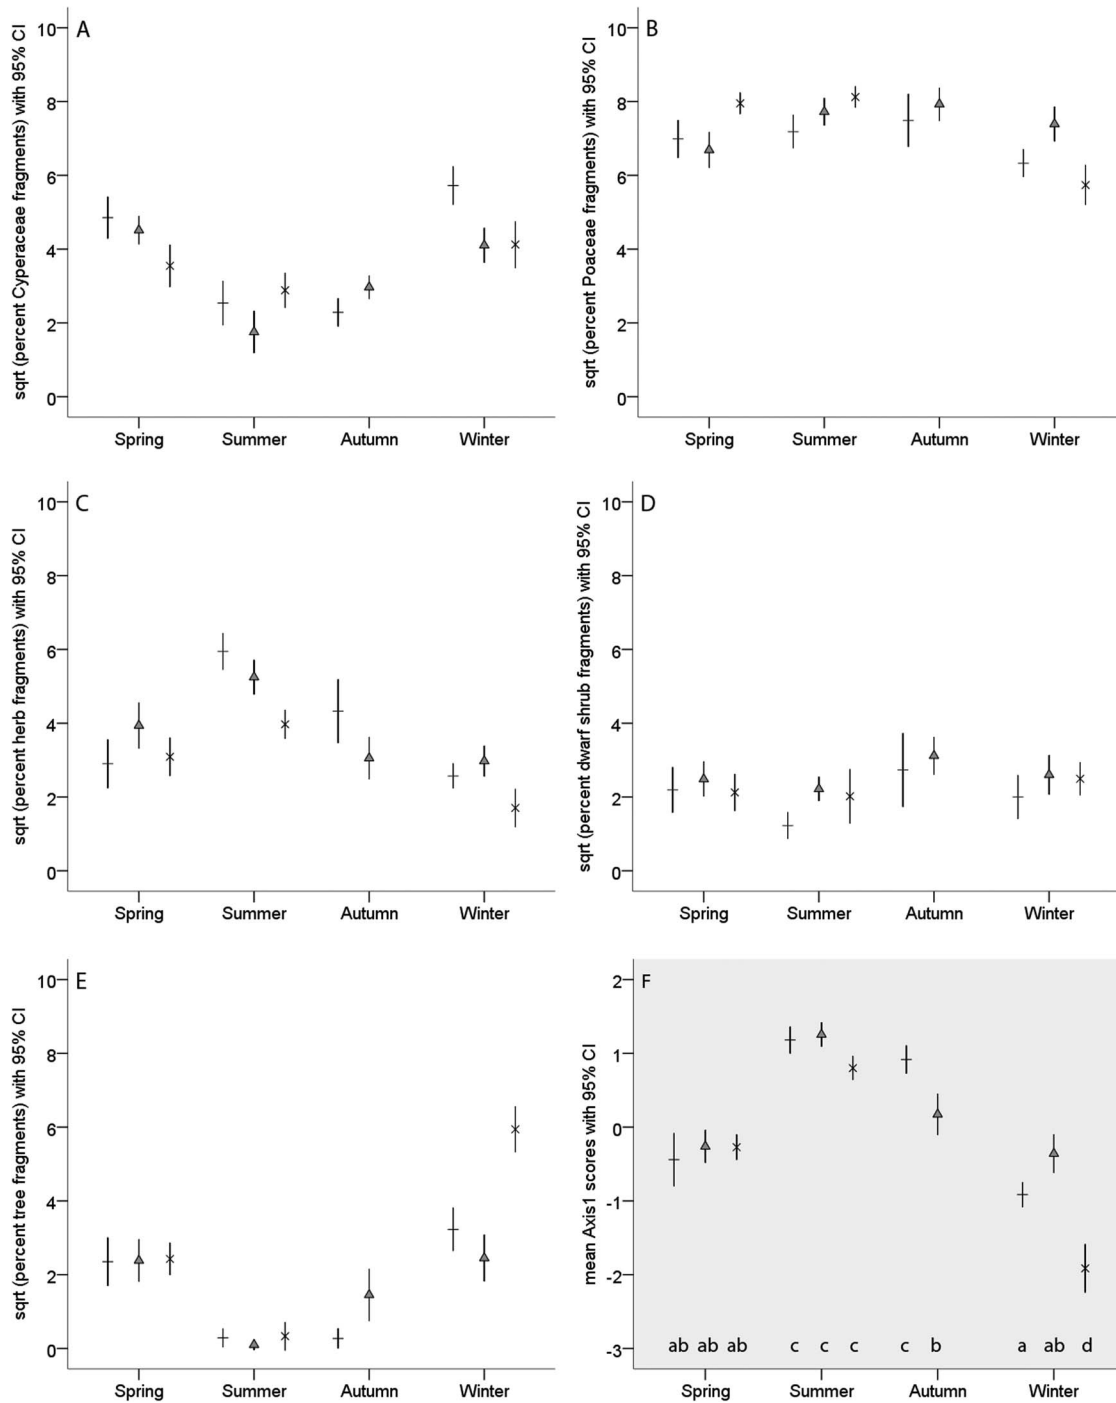 A
sqrt (percent Cyperaceae fragments) with 95% CI
10
8
6
4
2
0
Spring Summer Autumn Winter
B
sqrt (percent Poaceae fragments) with 95% CI
10
8
6
4
2
0
Spring Summer Autumn Winter
C
sqrt (percent herb fragments) with 95% CI
10
8
6
4
2
0
Spring Summer Autumn Winter
D
sqrt (percent dwarf shrub fragments) with 95% CI
10
8
6
4
2
0
Spring Summer Autumn Winter
E
sqrt (percent tree fragments) with 95% CI
10
8
6
4
2
0
Spring Summer Autumn Winter
F
mean Axis1 scores with 95% CI
2
1
0
-1
-2
-3
ab ab ab c c c c b a ab d
Spring Summer Autumn Winter